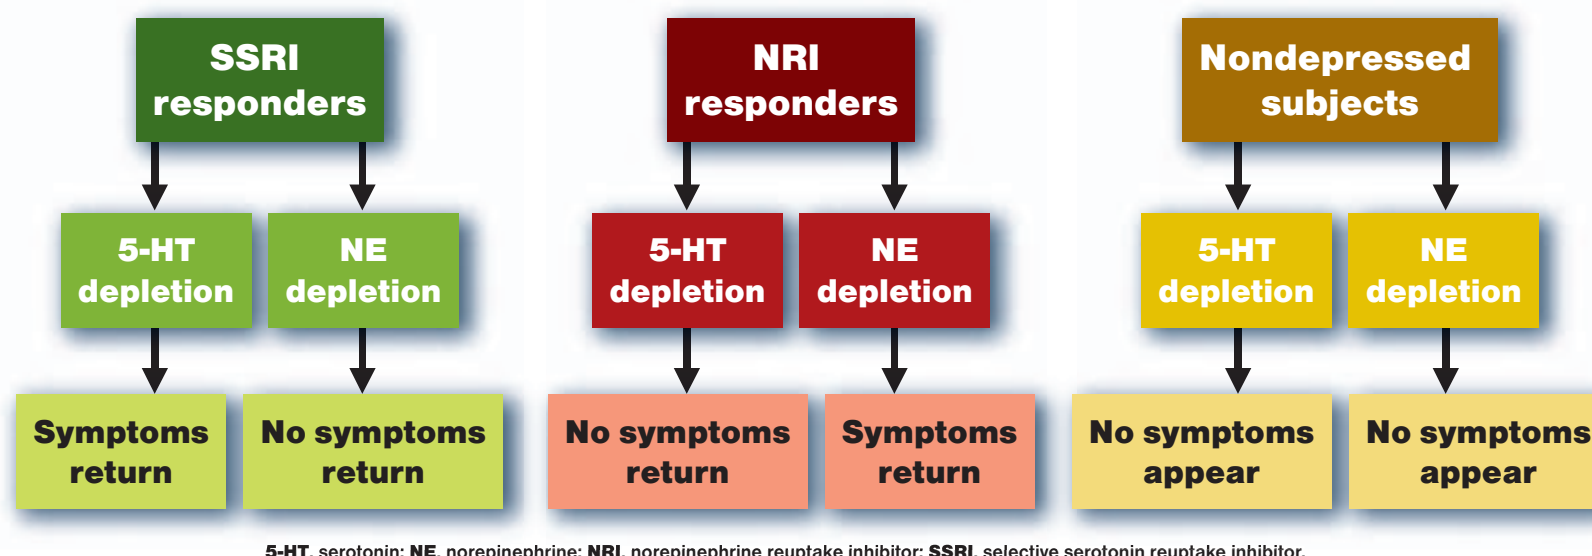 SSRI
responders
NRI
responders
Nondepressed
subjects
5-HT
depletion
NE
depletion
5-HT
depletion
NE
depletion
5-HT
depletion
NE
depletion
Symptoms
return
No symptoms
return
No symptoms
return
Symptoms
return
No symptoms
appear
No symptoms
appear
5-HT, serotonin; NE, norepinephrine; NRI, norepinephrine reuptake inhibitor; SSRI, selective serotonin reuptake inhibitor.